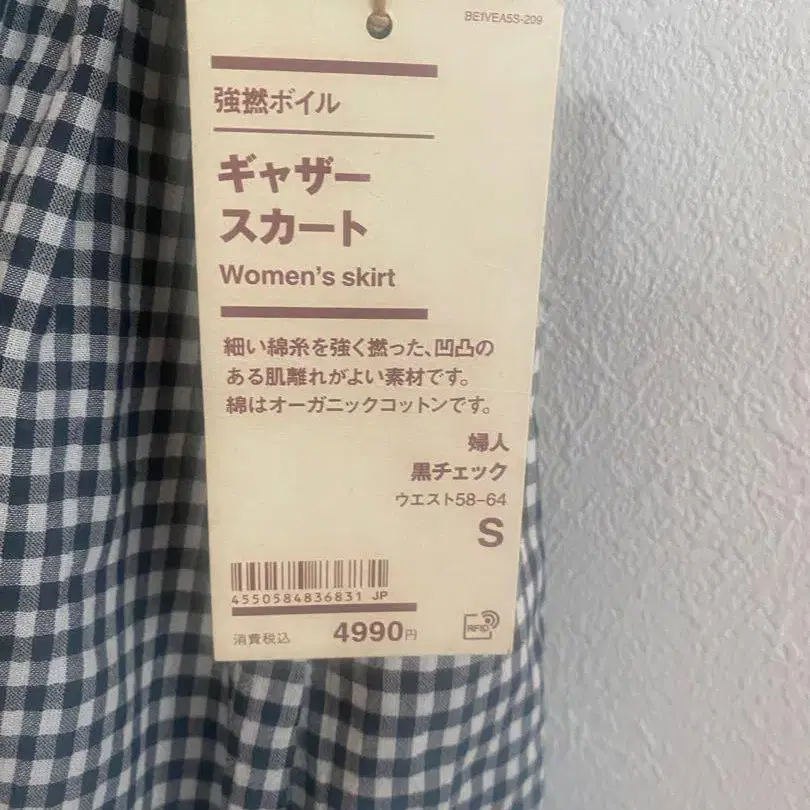 BE1VEA5S-209
強撚ボイル
ギャザー
スカート
Women's skirt
細い綿糸を強く撚った、凹凸の
ある肌離れがよい素材です。
綿はオーガニックコットンです。
婦人
黒チェック
ウエスト58-64
S
4550584836831 JP
消費税込 4990円
RFID